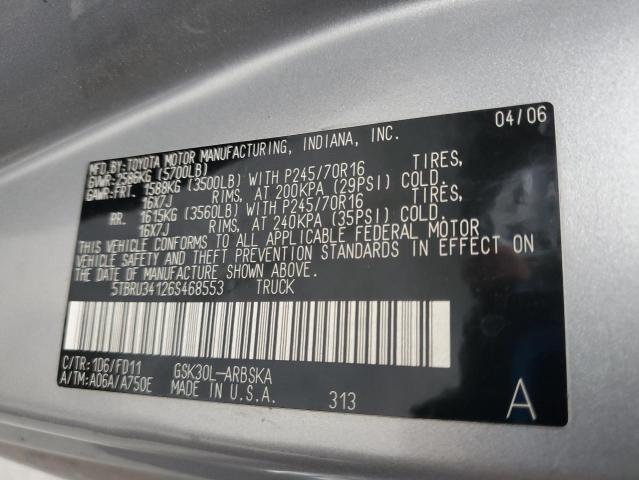 MFD.BY:TOYOTA MOTOR MANUFACTURING, INDIANA, INC. 04/06
GVWR:2586KG (5700LB)
GAWR:FRT. 1588KG (3500LB) WITH P245/70R16 TIRES,
16X7J RIMS, AT 200KPA (29PSI) COLD.
RR. 1615KG (3560LB) WITH P245/70R16 TIRES,
16X7J RIMS, AT 240KPA (35PSI) COLD.
THIS VEHICLE CONFORMS TO ALL APPLICABLE FEDERAL MOTOR
VEHICLE SAFETY AND THEFT PREVENTION STANDARDS IN EFFECT ON
THE DATE OF MANUFACTURE SHOWN ABOVE.
5TBRU34126S468553 TRUCK
C/TR:1D6/FD11 GSK30L-ARBSKA
A/TM:A06A/A750E MADE IN U.S.A. 313 A